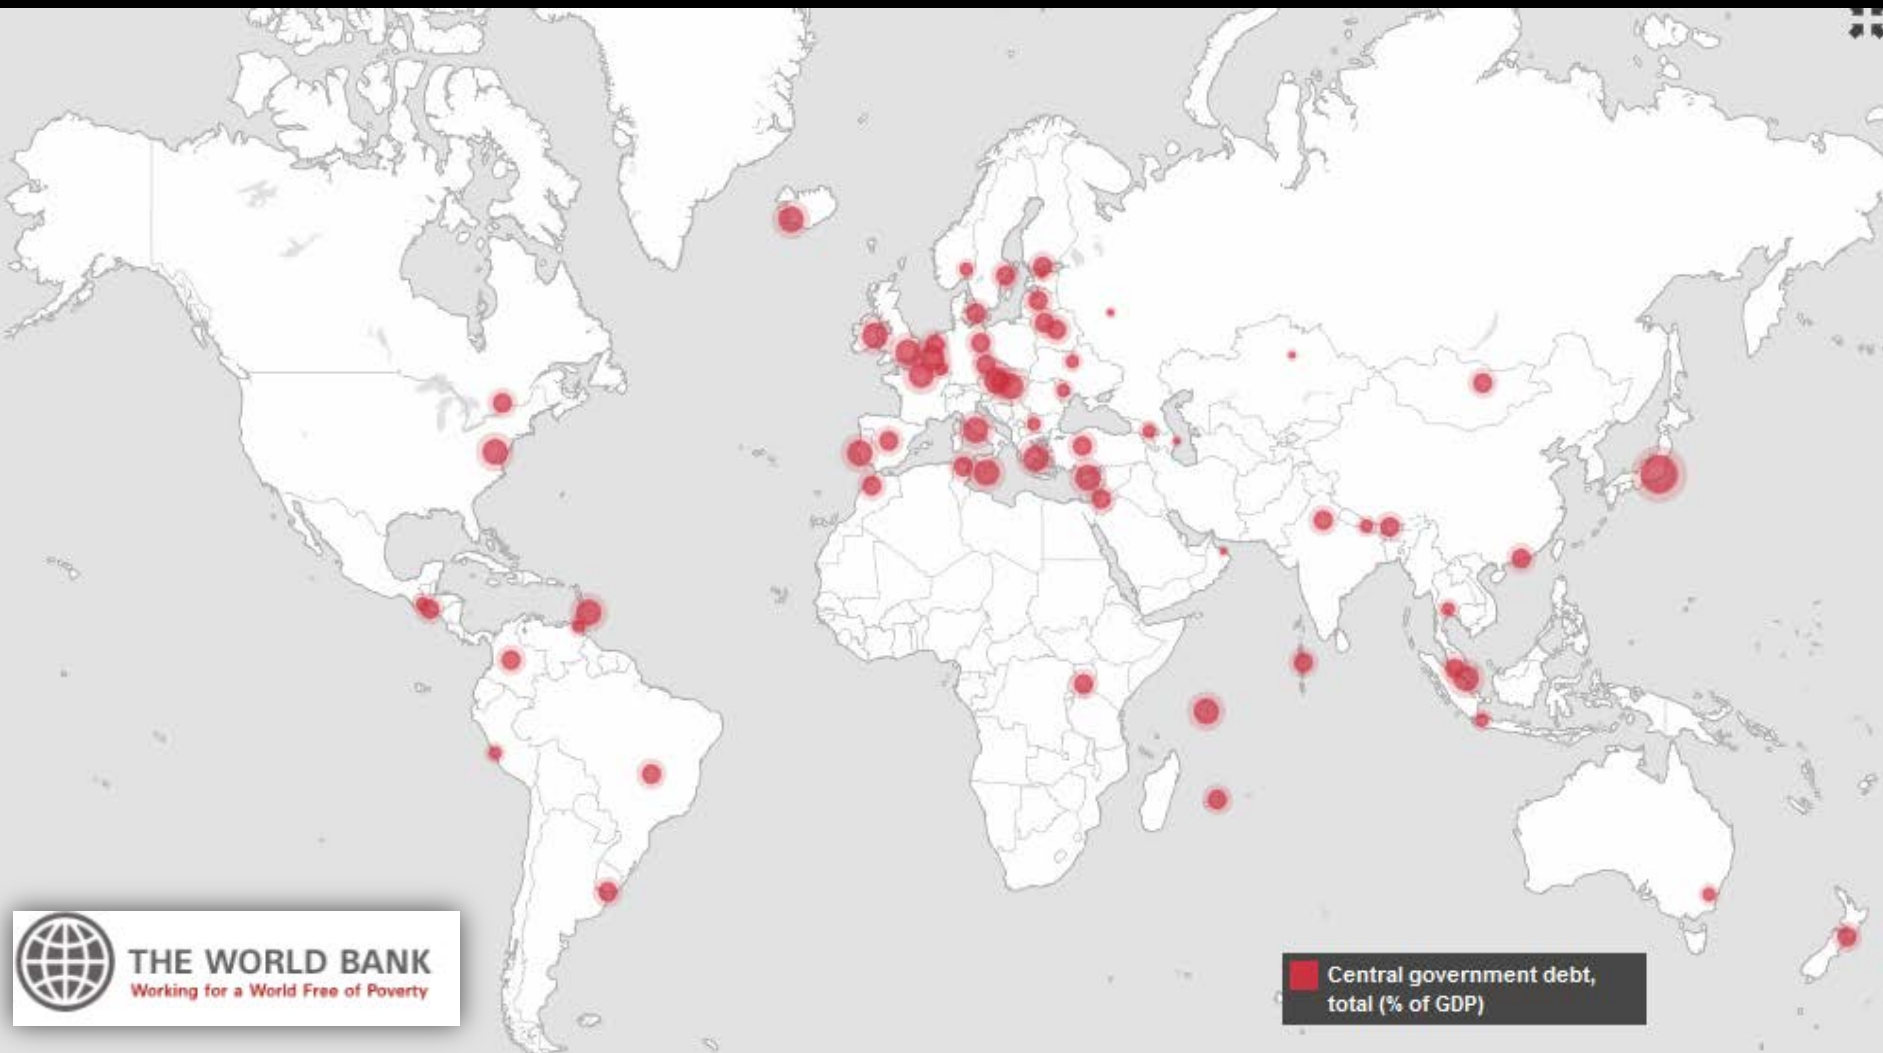 THE WORLD BANK
Working for a World Free of Poverty
Central government debt,
total (% of GDP)